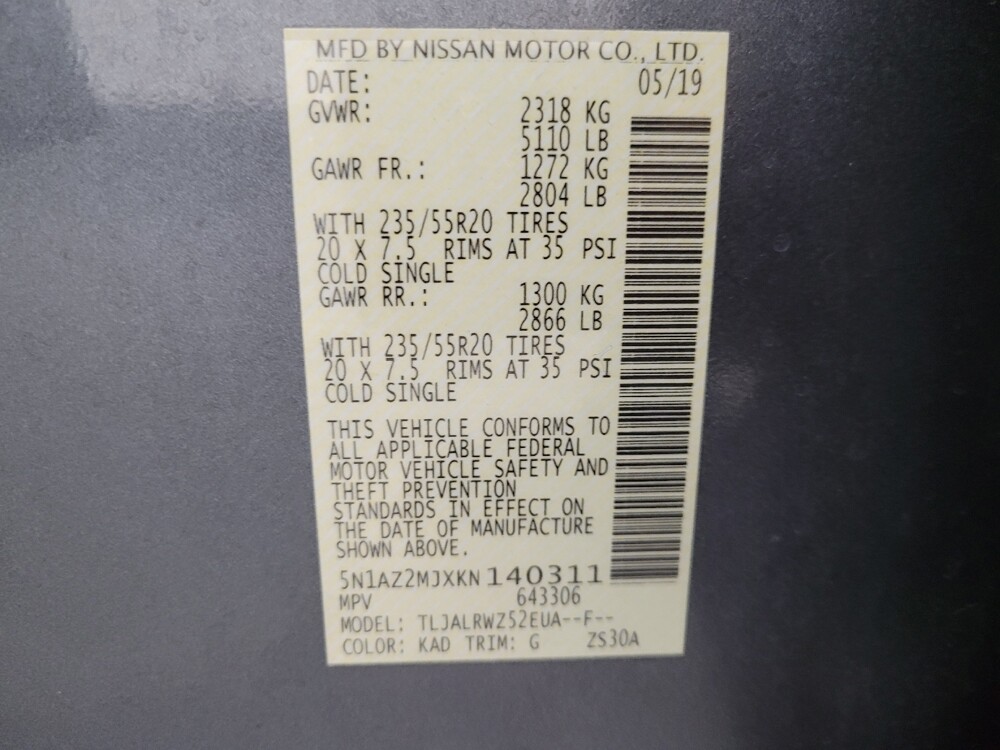 MFD BY NISSAN MOTOR CO., LTD.
DATE: 05/19
GVWR: 2318 KG
5110 LB
GAWR FR.: 1272 KG
2804 LB
WITH 235/55R20 TIRES
20 X 7.5 RIMS AT 35 PSI
COLD SINGLE
GAWR RR.: 1300 KG
2866 LB
WITH 235/55R20 TIRES
20 X 7.5 RIMS AT 35 PSI
COLD SINGLE
THIS VEHICLE CONFORMS TO
ALL APPLICABLE FEDERAL
MOTOR VEHICLE SAFETY AND
THEFT PREVENTION
STANDARDS IN EFFECT ON
THE DATE OF MANUFACTURE
SHOWN ABOVE.
5N1AZ2MJXKN140311
MPV 643306
MODEL: TLJALRWZ52EUA--F--
COLOR: KAD TRIM: G ZS30A